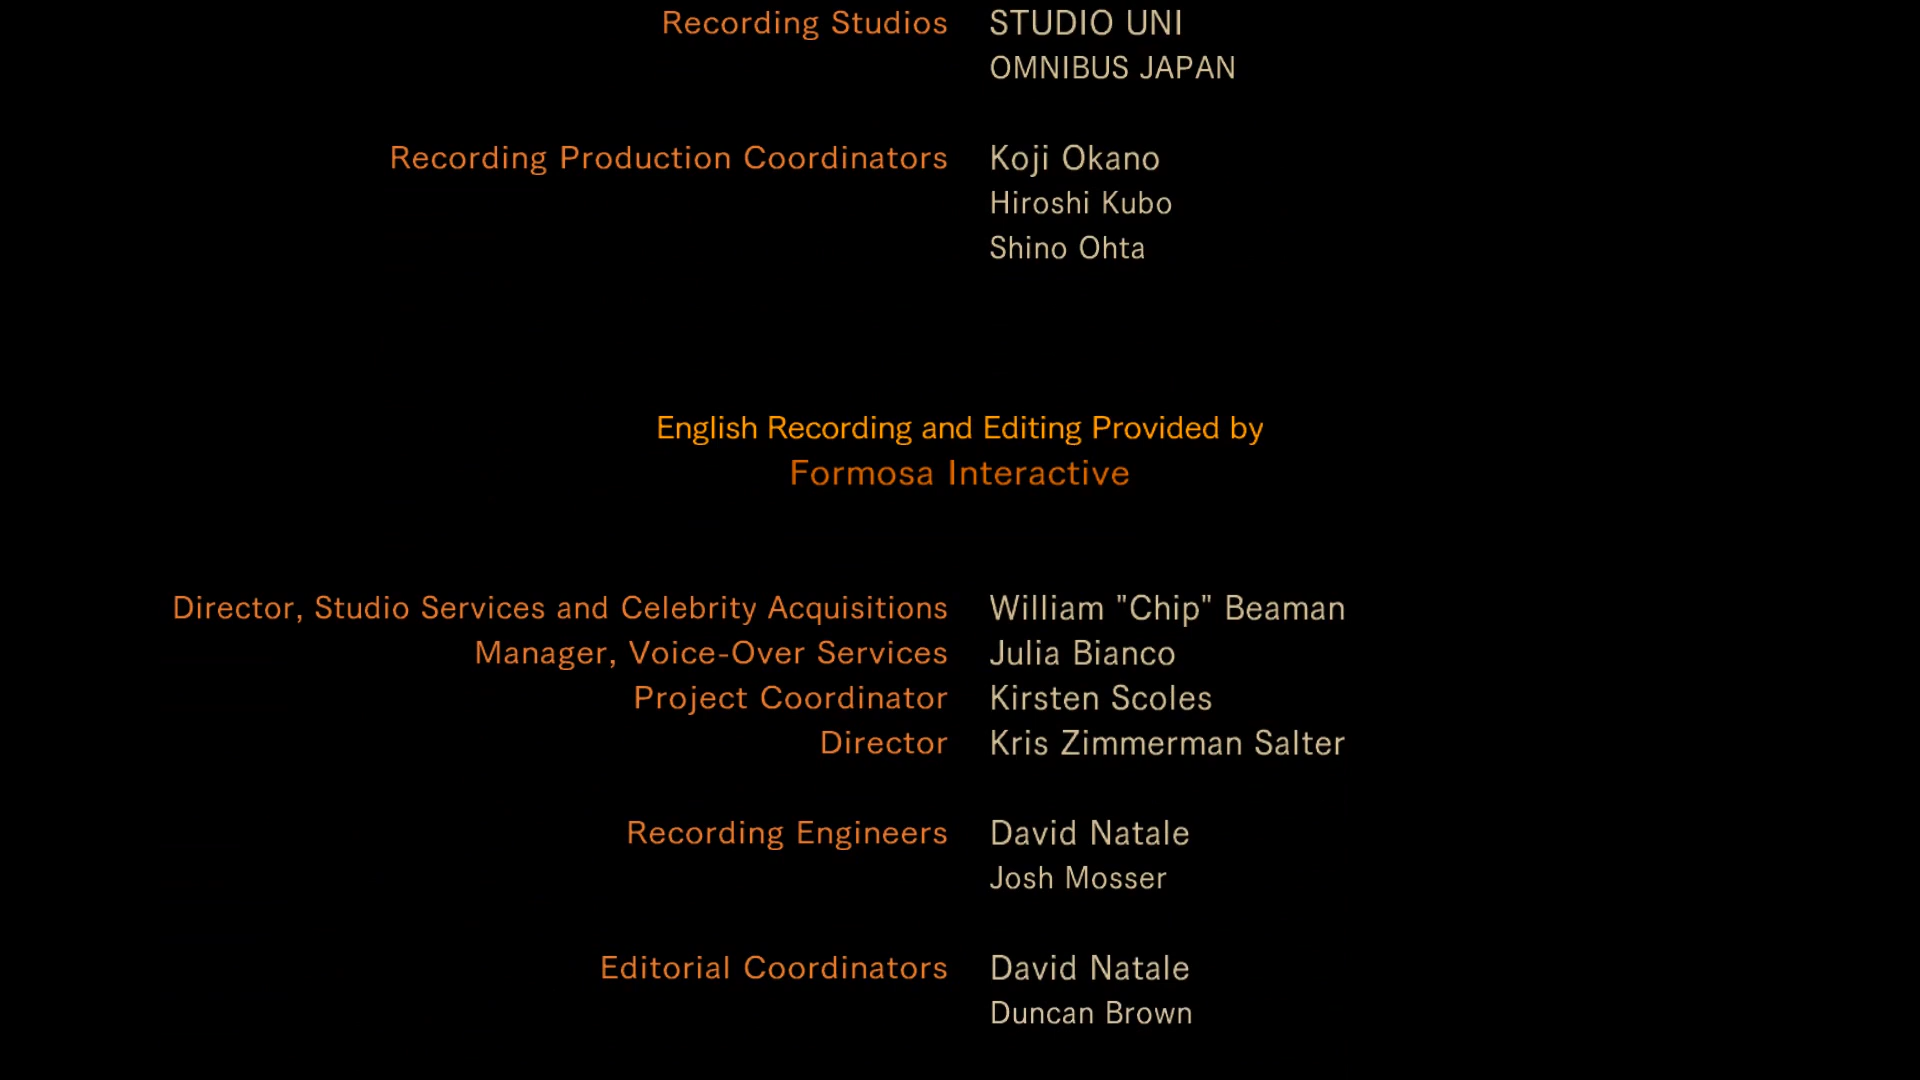 Recording Studios STUDIO UNI
OMNIBUS JAPAN
Recording Production Coordinators Koji Okano
Hiroshi Kubo
Shino Ohta
English Recording and Editing Provided by
Formosa Interactive
Director, Studio Services and Celebrity Acquisitions William "Chip" Beaman
Manager, Voice-Over Services Julia Bianco
Project Coordinator Kirsten Scoles
Director Kris Zimmerman Salter
Recording Engineers David Natale
Josh Mosser
Editorial Coordinators David Natale
Duncan Brown